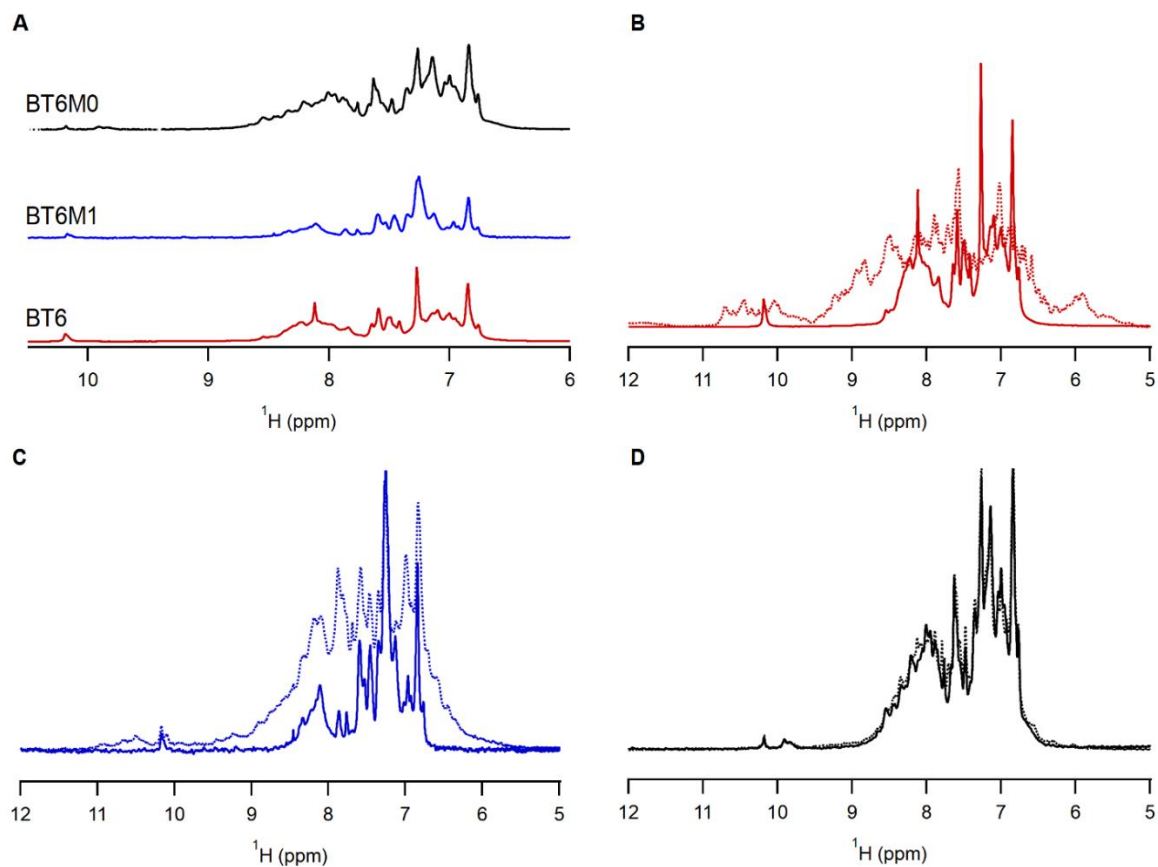 A
BT6M0
BT6M1
BT6
10 9 8 7 6
¹H (ppm)
B
12 11 10 9 8 7 6 5
¹H (ppm)
C
12 11 10 9 8 7 6 5
¹H (ppm)
D
12 11 10 9 8 7 6 5
¹H (ppm)